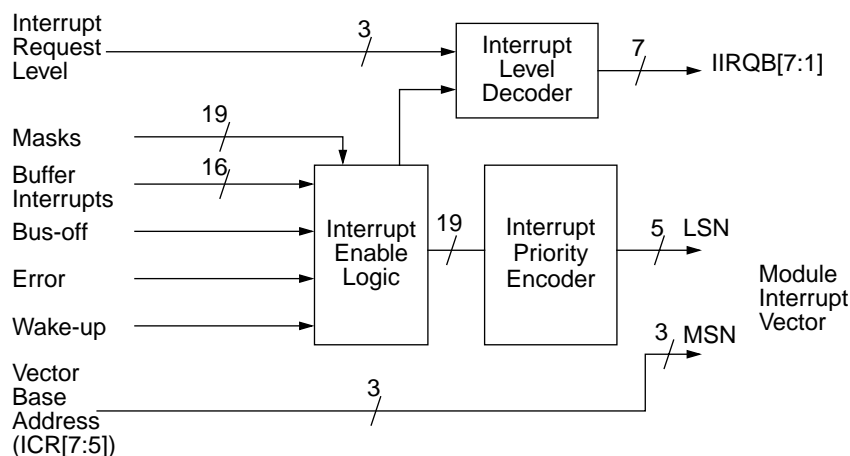 Interrupt
Request
Level
3
Interrupt
Level
Decoder
7
IIRQB[7:1]
Masks
19
Buffer
Interrupts
16
Bus-off
Error
Wake-up
Interrupt
Enable
Logic
19
Interrupt
Priority
Encoder
5
LSN
Module
Interrupt
Vector
3
MSN
Vector
Base
Address
(ICR[7:5])
3